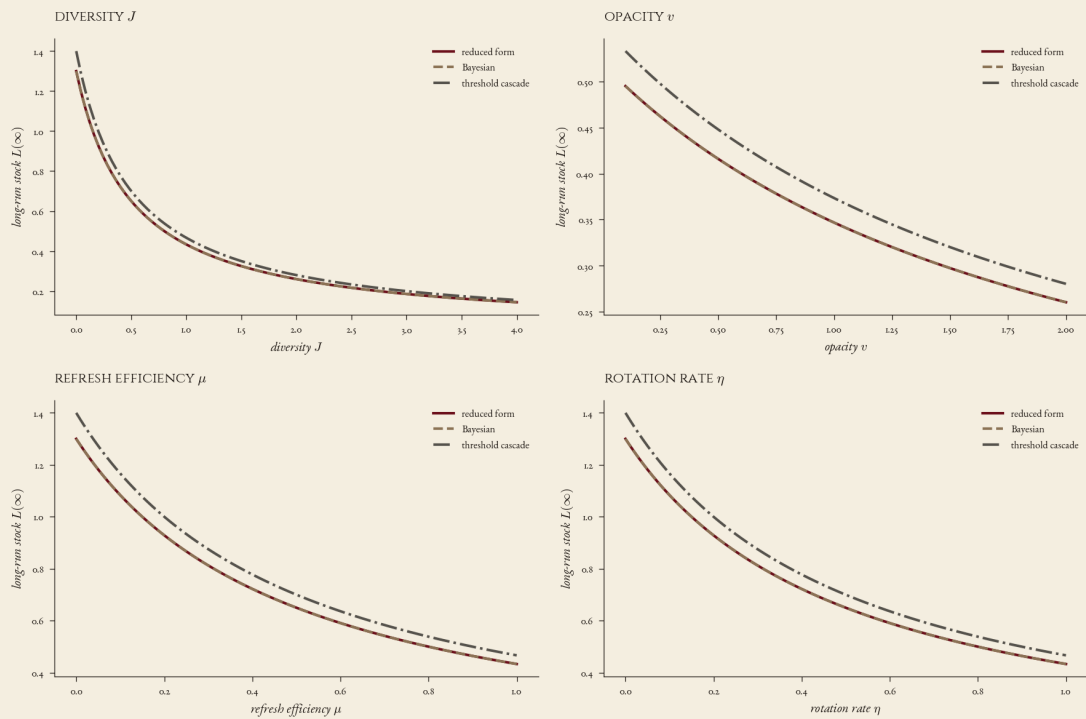 DIVERSITY J
1.4
1.2
1.0
0.8
0.6
0.4
0.2
long-run stock L(∞)
0.0 0.5 1.0 1.5 2.0 2.5 3.0 3.5 4.0
diversity J
reduced form
Bayesian
threshold cascade
OPACITY v
0.50
0.45
0.40
0.35
0.30
0.25
long-run stock L(∞)
0.25 0.50 0.75 1.00 1.25 1.50 1.75 2.00
opacity v
reduced form
Bayesian
threshold cascade
REFRESH EFFICIENCY μ
1.4
1.2
1.0
0.8
0.6
0.4
long-run stock L(∞)
0.0 0.2 0.4 0.6 0.8 1.0
refresh efficiency μ
reduced form
Bayesian
threshold cascade
ROTATION RATE η
1.4
1.2
1.0
0.8
0.6
0.4
long-run stock L(∞)
0.0 0.2 0.4 0.6 0.8 1.0
rotation rate η
reduced form
Bayesian
threshold cascade